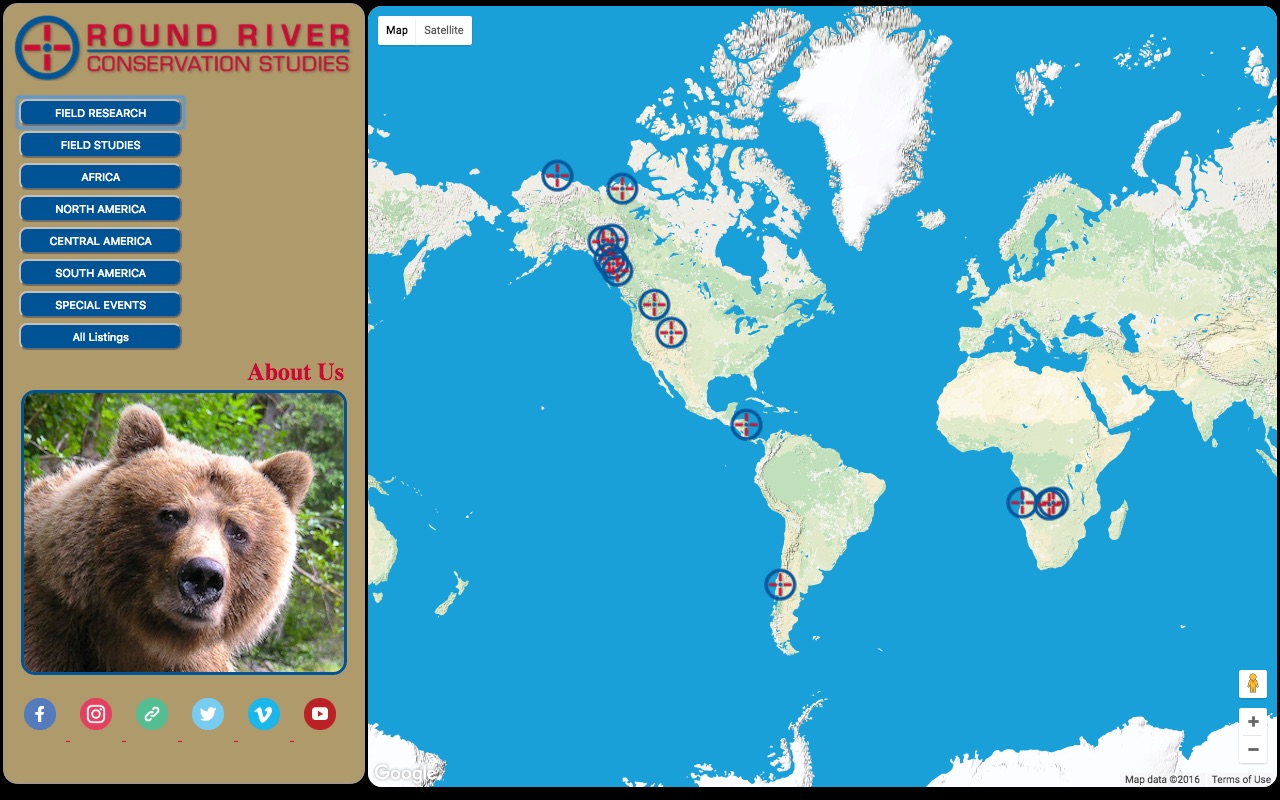 ROUND RIVER
CONSERVATION STUDIES
FIELD RESEARCH
FIELD STUDIES
AFRICA
NORTH AMERICA
CENTRAL AMERICA
SOUTH AMERICA
SPECIAL EVENTS
All Listings
About Us
Map Satellite
Google
Map data ©2016 Terms of Use